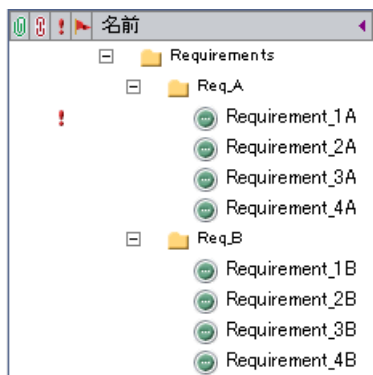 名前
Requirements
Req_A
Requirement_1A
Requirement_2A
Requirement_3A
Requirement_4A
Req_B
Requirement_1B
Requirement_2B
Requirement_3B
Requirement_4B